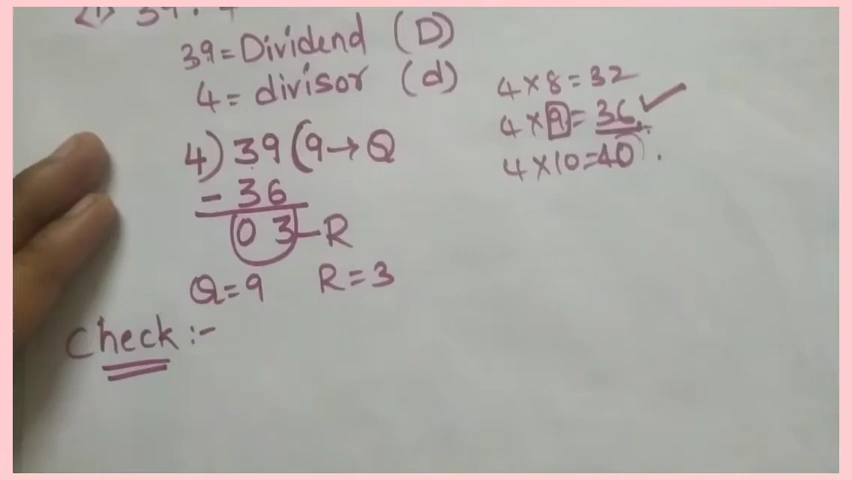 39 = Dividend (D)
4 = divisor (d)
4) 39 (9 → Q
- 36
03 - R
Q = 9 R = 3
Check :-
4 × 8 = 32
4 × 9 = 36 ✓
4 × 10 = 40 .